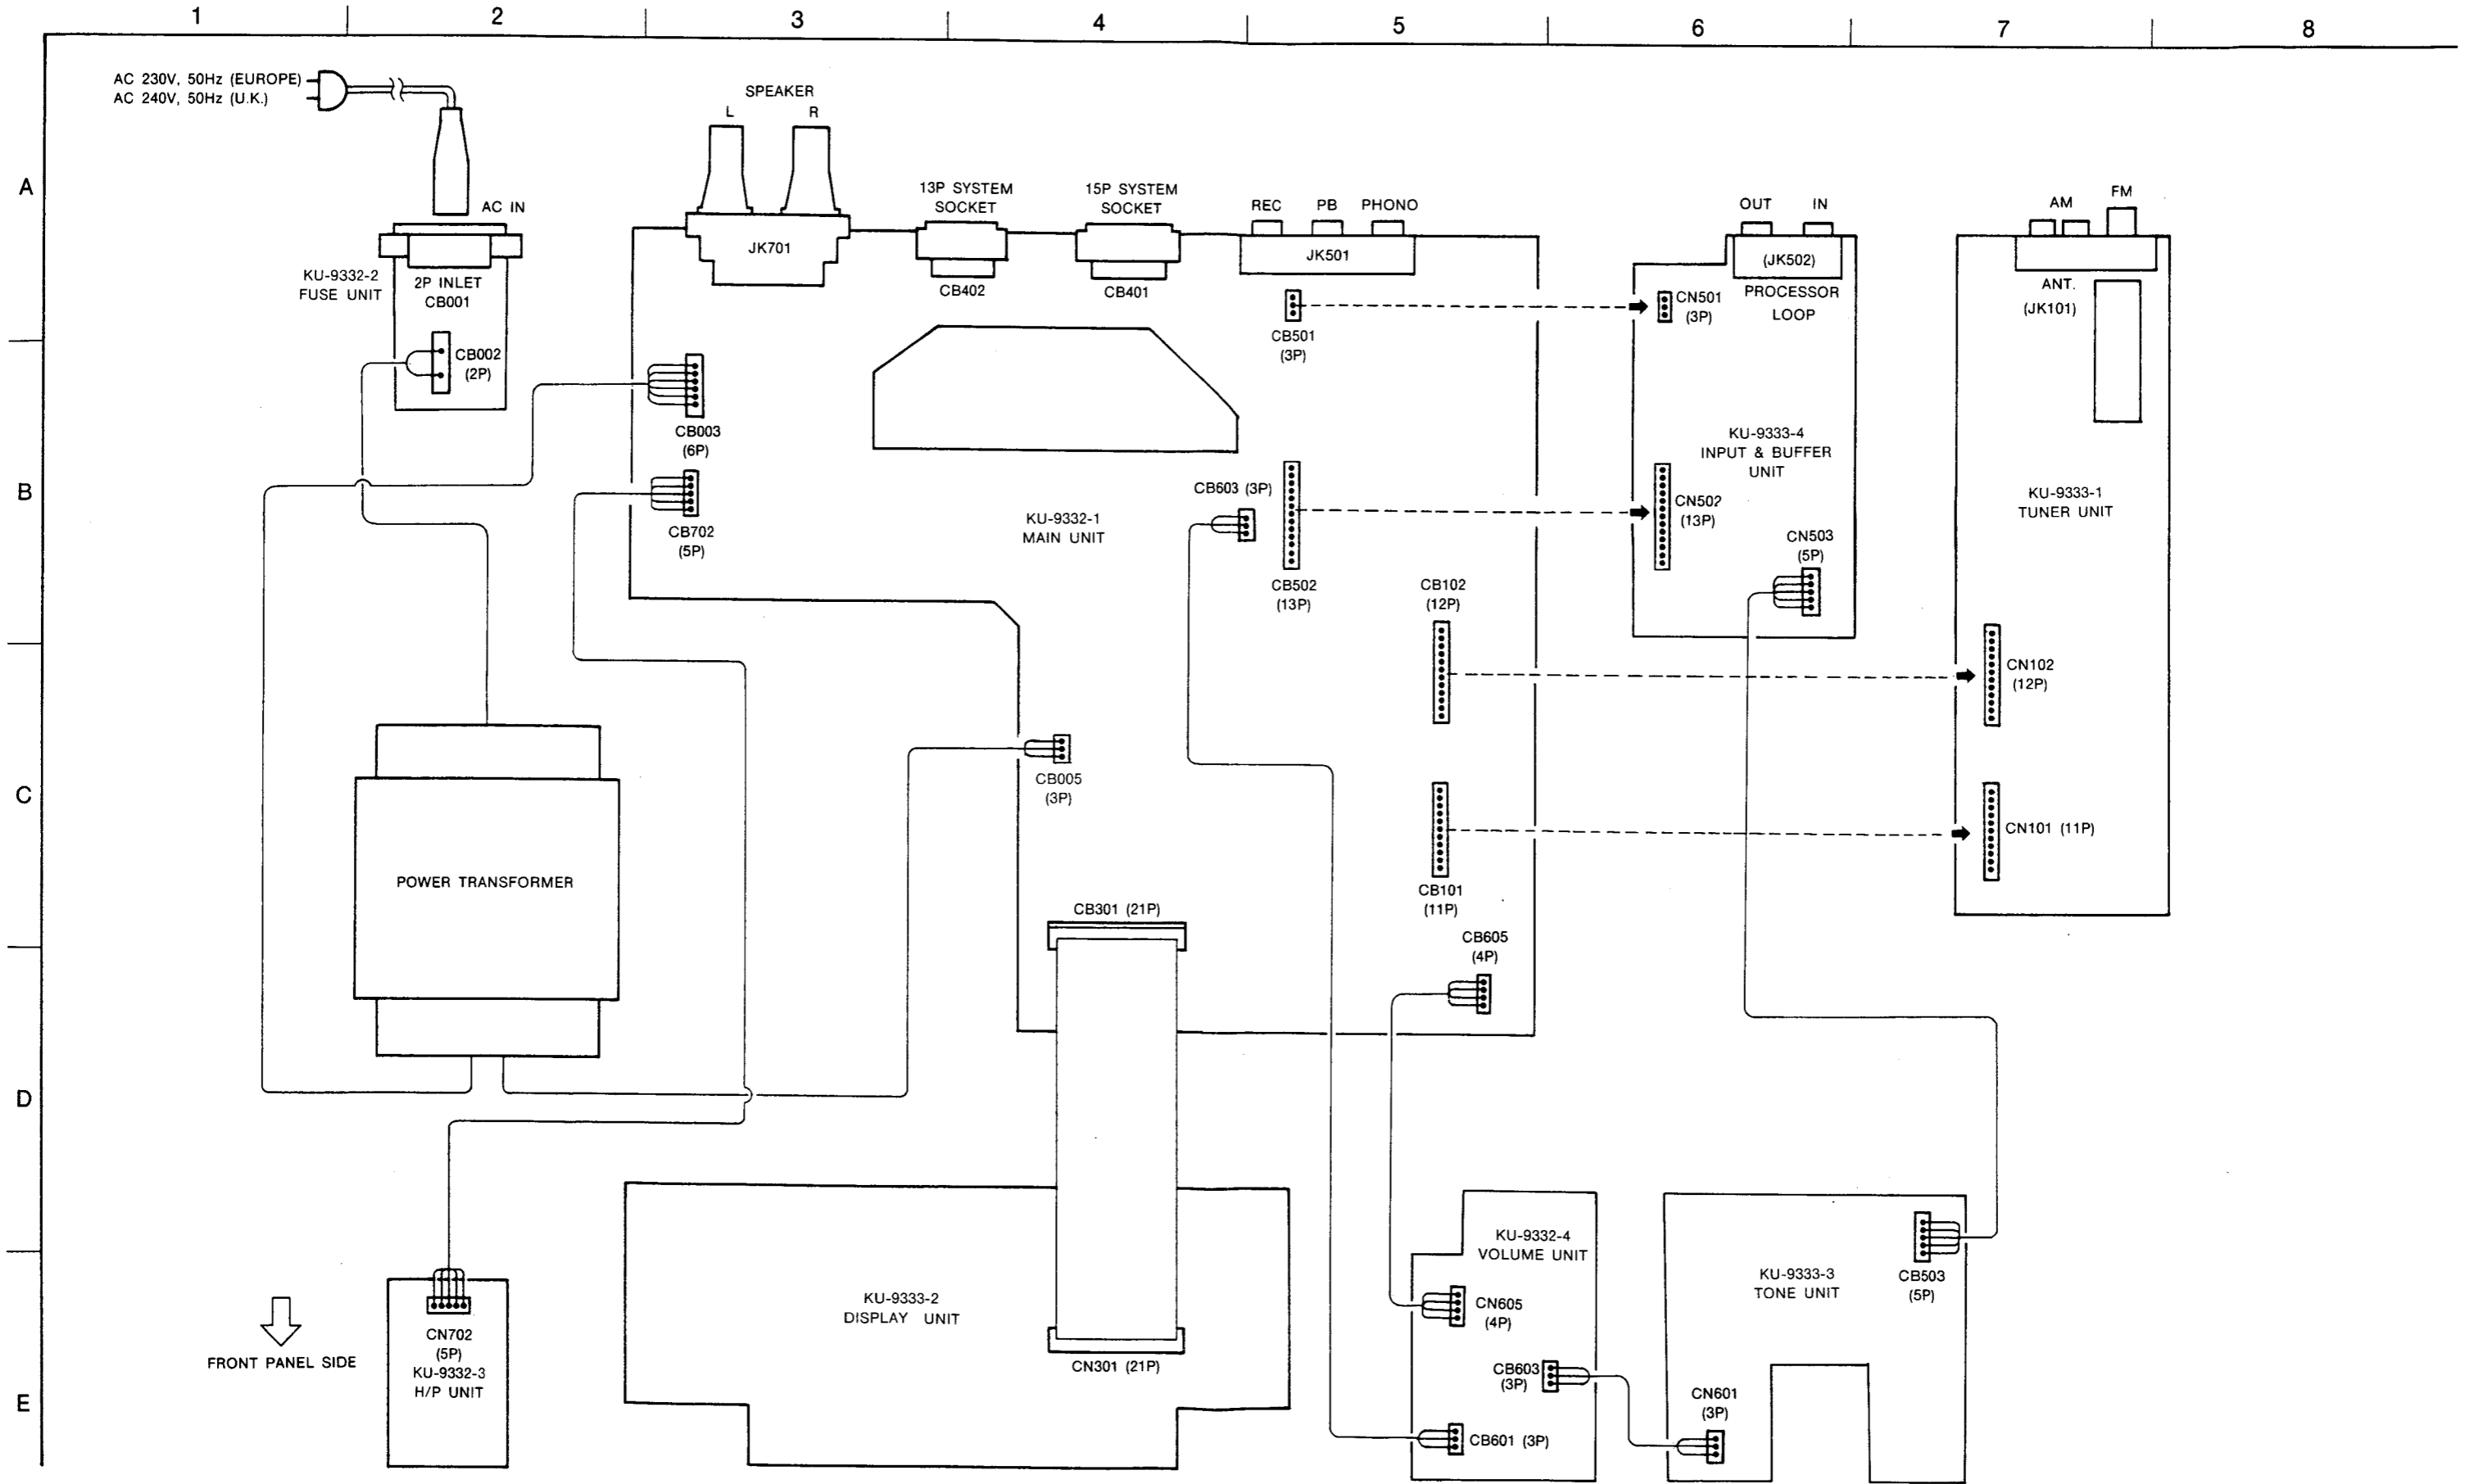 1 2 3 4 5 6 7 8
A
B
C
D
E
AC 230V, 50Hz (EUROPE)
AC 240V, 50Hz (U.K.)
AC IN
KU-9332-2
FUSE UNIT
2P INLET
CB001
CB002
(2P)
SPEAKER
L R
JK701
13P SYSTEM
SOCKET
CB402
15P SYSTEM
SOCKET
CB401
REC PB PHONO
JK501
CB501
(3P)
OUT IN
(JK502)
PROCESSOR
LOOP
CN501
(3P)
AM
FM
ANT.
(JK101)
CB003
(6P)
CB702
(5P)
KU-9332-1
MAIN UNIT
CB603 (3P)
CB502
(13P)
CB102
(12P)
KU-9333-4
INPUT & BUFFER
UNIT
CN502
(13P)
CN503
(5P)
KU-9333-1
TUNER UNIT
CN102
(12P)
CB005
(3P)
POWER TRANSFORMER
CB101
(11P)
CN101 (11P)
CB301 (21P)
CB605
(4P)
KU-9332-4
VOLUME UNIT
CN605
(4P)
CB603
(3P)
CB601 (3P)
KU-9333-3
TONE UNIT
CB503
(5P)
CN601
(3P)
KU-9333-2
DISPLAY UNIT
CN301 (21P)
FRONT PANEL SIDE
CN702
(5P)
KU-9332-3
H/P UNIT